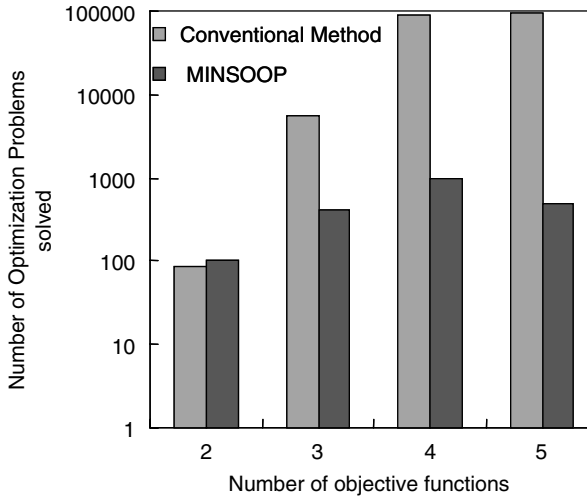 Number of Optimization Problems
solved
100000
10000
1000
100
10
1
Conventional Method
MINSOOP
2 3 4 5
Number of objective functions